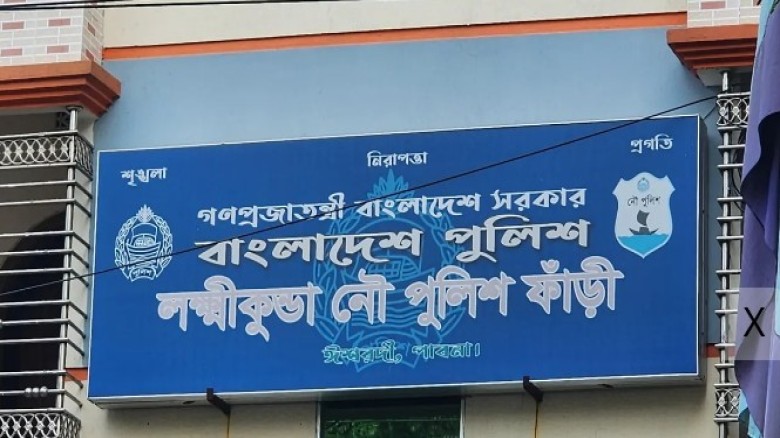 শৃঙ্খলা নিরাপত্তা প্রগতি
গণপ্রজাতন্ত্রী বাংলাদেশ সরকার
বাংলাদেশ পুলিশ
নৌ পুলিশ
পুলিশ
লক্ষ্মীকুন্ডা নৌ পুলিশ ফাঁড়ী
ঈশ্বরদী, পাবনা।
X